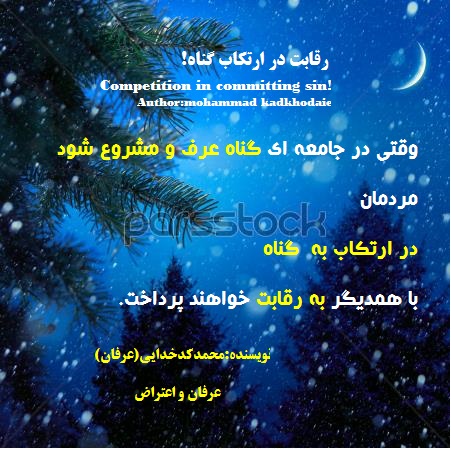 رقابت در ارتکاب گناه!
Competition in committing sin!
Author:mohammad kadkhodaie
وقتی در جامعه ای گناه عرف و مشروع شود
مردمان
parsstock
در ارتکاب به گناه
با همدیگر به رقابت خواهند پرداخت.
نویسنده:محمدکدخدایی(عرفان)
عرفان و اعتراض